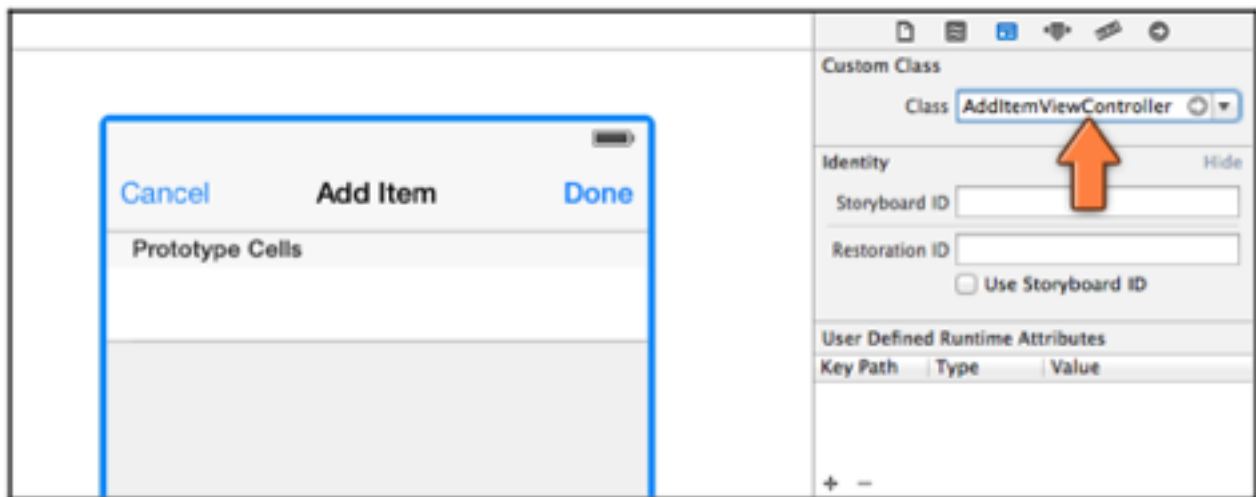 Custom Class
Class AddItemViewController
Identity Hide
Storyboard ID
Restoration ID
Use Storyboard ID
User Defined Runtime Attributes
Key Path Type Value
Cancel Add Item Done
Prototype Cells